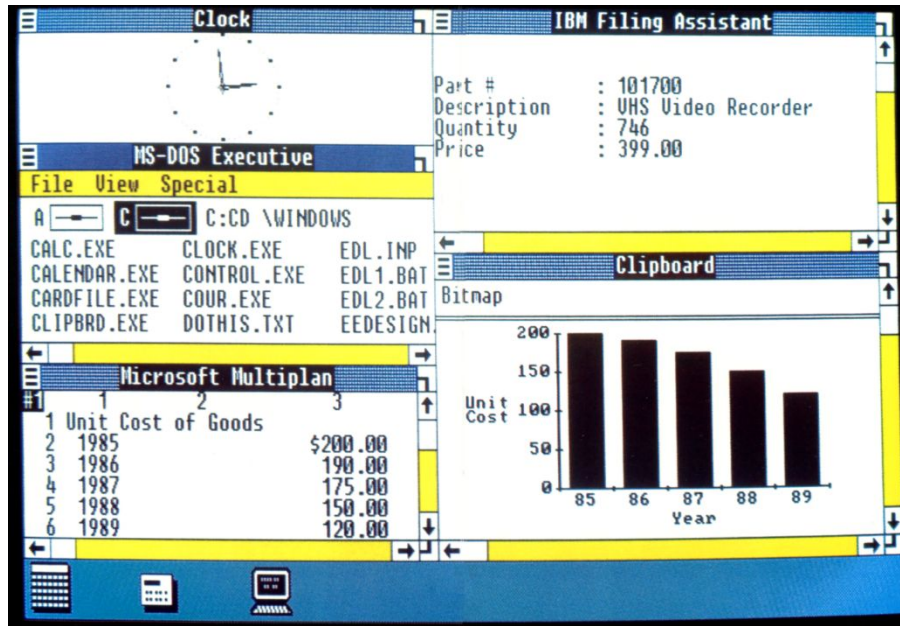 Clock
MS-DOS Executive
File View Special
A C C:CD \WINDOWS
CALC.EXE CLOCK.EXE EDL.INP
CALENDAR.EXE CONTROL.EXE EDL1.BAT
CARDFILE.EXE COUR.EXE EDL2.BAT
CLIPBRD.EXE DOTHIS.TXT EEDESIGN.
Microsoft Multiplan
#1 1 2 3
1 Unit Cost of Goods
2 1985 $200.00
3 1986 190.00
4 1987 175.00
5 1988 150.00
6 1989 120.00
IBM Filing Assistant
Part # : 101700
Description : VHS Video Recorder
Quantity : 746
Price : 399.00
Clipboard
Bitmap
200
150
Unit
Cost
100
50
0
85 86 87 88 89
Year